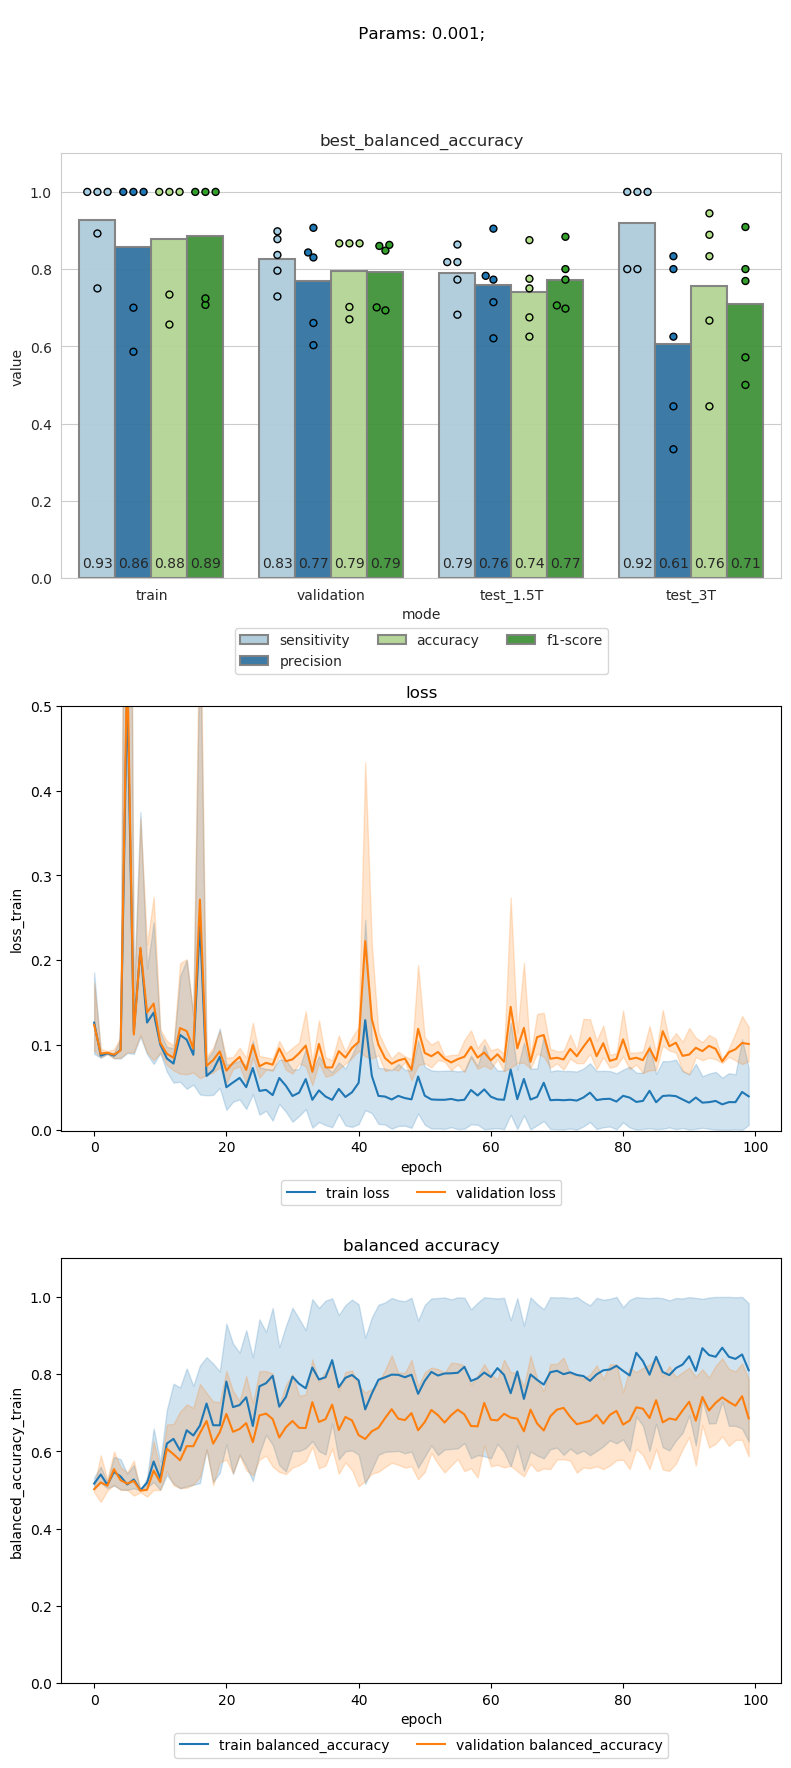 Params: 0.001;
best_balanced_accuracy
1.0
0.8
0.6
0.4
0.2
0.0
value
0.93 0.86 0.88 0.89 0.83 0.77 0.79 0.79 0.79 0.76 0.74 0.77 0.92 0.61 0.76 0.71
train validation test_1.5T test_3T
mode
sensitivity accuracy f1-score
precision
loss
0.5
0.4
0.3
0.2
0.1
0.0
loss_train
0 20 40 60 80 100
epoch
train loss validation loss
balanced accuracy
1.0
0.8
0.6
0.4
0.2
0.0
balanced_accuracy_train
0 20 40 60 80 100
epoch
train balanced_accuracy validation balanced_accuracy